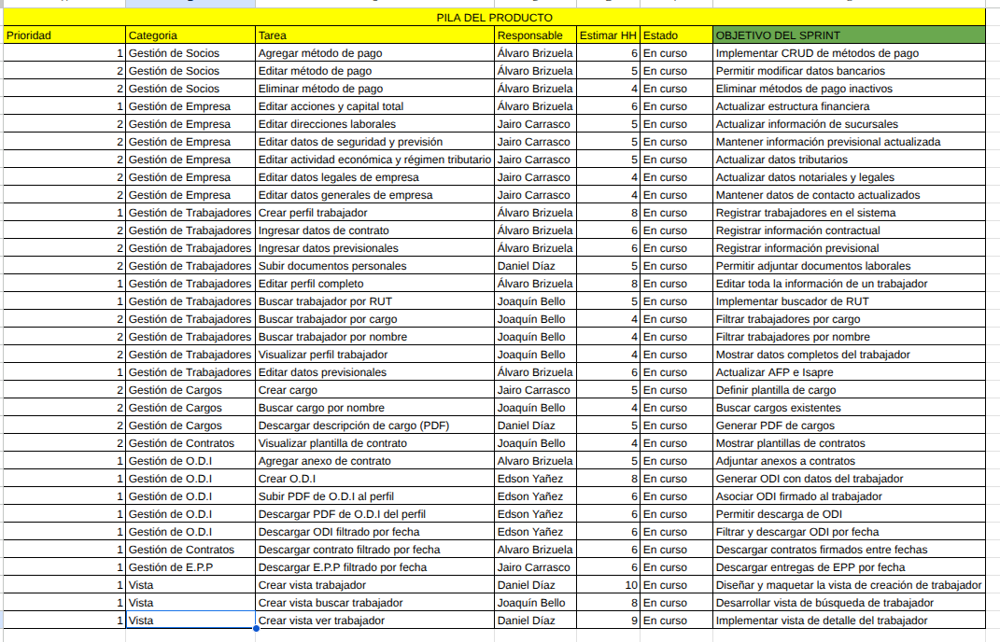 PILA DEL PRODUCTO
Prioridad Categoria Tarea Responsable Estimar HH Estado OBJETIVO DEL SPRINT
1 Gestión de Socios Agregar método de pago Álvaro Brizuela 6 En curso Implementar CRUD de métodos de pago
2 Gestión de Socios Editar método de pago Álvaro Brizuela 5 En curso Permitir modificar datos bancarios
2 Gestión de Socios Eliminar método de pago Álvaro Brizuela 4 En curso Eliminar métodos de pago inactivos
1 Gestión de Empresa Editar acciones y capital total Álvaro Brizuela 6 En curso Actualizar estructura financiera
2 Gestión de Empresa Editar direcciones laborales Jairo Carrasco 5 En curso Actualizar información de sucursales
2 Gestión de Empresa Editar datos de seguridad y previsión Jairo Carrasco 5 En curso Mantener información previsional actualizada
2 Gestión de Empresa Editar actividad económica y régimen tributario Jairo Carrasco 5 En curso Actualizar datos tributarios
2 Gestión de Empresa Editar datos legales de empresa Jairo Carrasco 4 En curso Actualizar datos notariales y legales
2 Gestión de Empresa Editar datos generales de empresa Jairo Carrasco 4 En curso Mantener datos de contacto actualizados
1 Gestión de Trabajadores Crear perfil trabajador Álvaro Brizuela 8 En curso Registrar trabajadores en el sistema
2 Gestión de Trabajadores Ingresar datos de contrato Álvaro Brizuela 6 En curso Registrar información contractual
2 Gestión de Trabajadores Ingresar datos previsionales Álvaro Brizuela 6 En curso Registrar información previsional
2 Gestión de Trabajadores Subir documentos personales Daniel Díaz 5 En curso Permitir adjuntar documentos laborales
1 Gestión de Trabajadores Editar perfil completo Álvaro Brizuela 8 En curso Editar toda la información de un trabajador
1 Gestión de Trabajadores Buscar trabajador por RUT Joaquín Bello 5 En curso Implementar buscador de RUT
2 Gestión de Trabajadores Buscar trabajador por cargo Joaquín Bello 4 En curso Filtrar trabajadores por cargo
2 Gestión de Trabajadores Buscar trabajador por nombre Joaquín Bello 4 En curso Filtrar trabajadores por nombre
2 Gestión de Trabajadores Visualizar perfil trabajador Joaquín Bello 4 En curso Mostrar datos completos del trabajador
1 Gestión de Trabajadores Editar datos previsionales Álvaro Brizuela 6 En curso Actualizar AFP e Isapre
2 Gestión de Cargos Crear cargo Jairo Carrasco 5 En curso Definir plantilla de cargo
2 Gestión de Cargos Buscar cargo por nombre Joaquín Bello 4 En curso Buscar cargos existentes
2 Gestión de Cargos Descargar descripción de cargo (PDF) Daniel Díaz 5 En curso Generar PDF de cargos
2 Gestión de Contratos Visualizar plantilla de contrato Joaquín Bello 4 En curso Mostrar plantillas de contratos
1 Gestión de O.D.I Agregar anexo de contrato Alvaro Brizuela 5 En curso Adjuntar anexos a contratos
1 Gestión de O.D.I Crear O.D.I Edson Yañez 8 En curso Generar ODI con datos del trabajador
1 Gestión de O.D.I Subir PDF de O.D.I al perfil Edson Yañez 6 En curso Asociar ODI firmado al trabajador
1 Gestión de O.D.I Descargar PDF de O.D.I del perfil Edson Yañez 6 En curso Permitir descarga de ODI
1 Gestión de O.D.I Descargar ODI filtrado por fecha Edson Yañez 6 En curso Filtrar y descargar ODI por fecha
1 Gestión de Contratos Descargar contrato filtrado por fecha Alvaro Brizuela 6 En curso Descargar contratos firmados entre fechas
1 Gestión de E.P.P Descargar E.P.P filtrado por fecha Jairo Carrasco 6 En curso Descargar entregas de EPP por fecha
1 Vista Crear vista trabajador Daniel Díaz 10 En curso Diseñar y maquetar la vista de creación de trabajador
1 Vista Crear vista buscar trabajador Joaquín Bello 8 En curso Desarrollar vista de búsqueda de trabajador
1 Vista Crear vista ver trabajador Daniel Díaz 9 En curso Implementar vista de detalle del trabajador